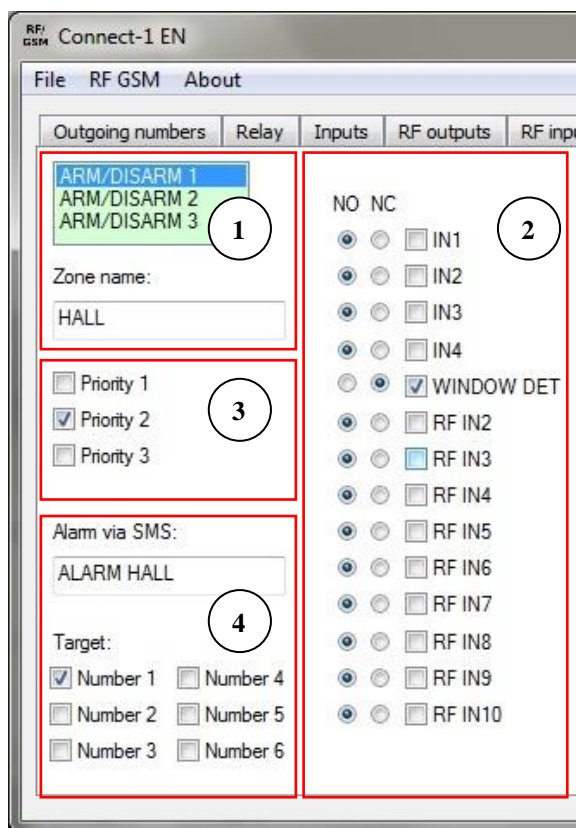 RF/GSM Connect-1 EN
File RF GSM About
Outgoing numbers Relay Inputs RF outputs RF inp
ARM/DISARM 1
ARM/DISARM 2
ARM/DISARM 3
1
Zone name:
HALL
Priority 1
Priority 2
Priority 3
3
Alarm via SMS:
ALARM HALL
4
Target:
Number 1 Number 4
Number 2 Number 5
Number 3 Number 6
NO NC
2
IN1
IN2
IN3
IN4
WINDOW DET
RF IN2
RF IN3
RF IN4
RF IN5
RF IN6
RF IN7
RF IN8
RF IN9
RF IN10